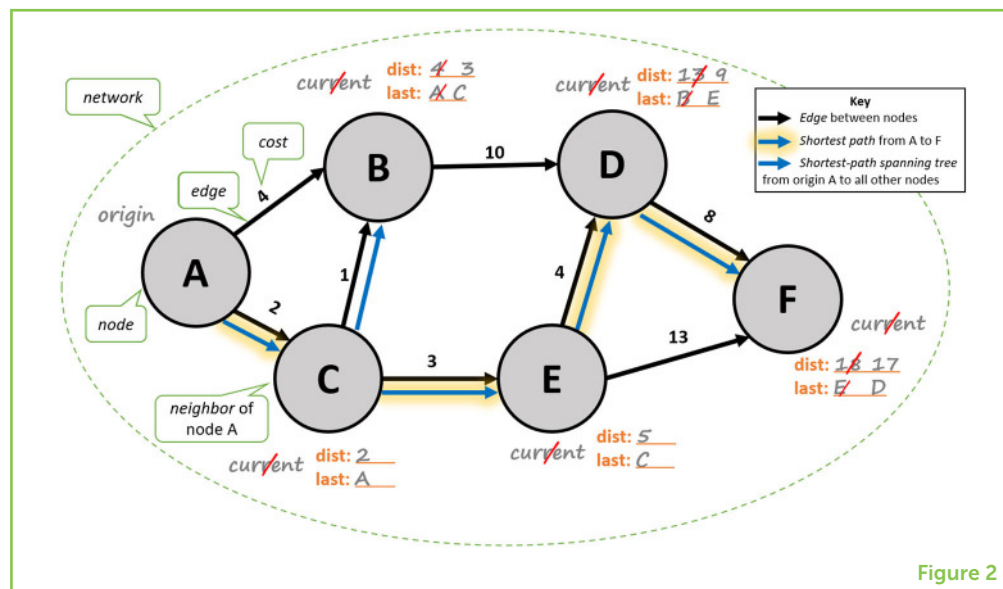 network
cost
edge
4
origin
A
node
2
neighbor of
node A
current
dist: 4 3
last: A C
B
10
1
C
3
current
dist: 2
last: A
current
dist: 13 9
last: B E
D
8
4
E
13
current
dist: 5
last: C
F
current
dist: 18 17
last: E D
Key
Edge between nodes
Shortest path from A to F
Shortest-path spanning tree
from origin A to all other nodes
Figure 2